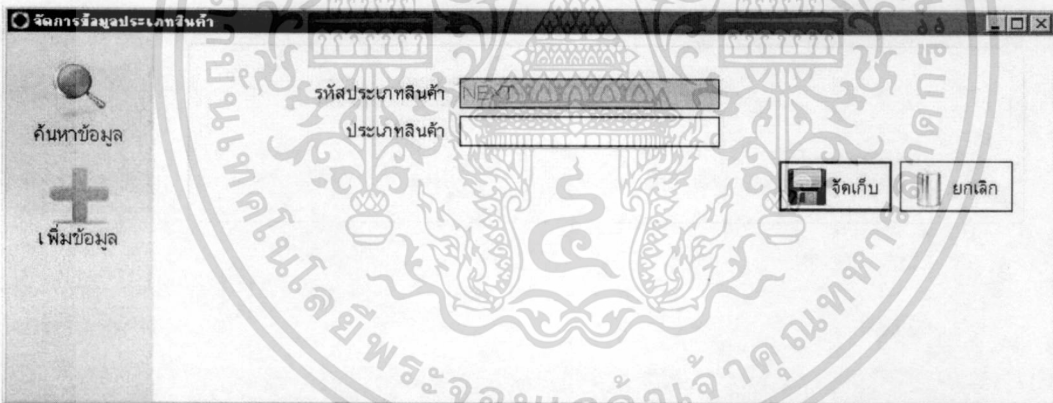 จัดการข้อมูลประเภทสินค้า
ค้นหาข้อมูล
เพิ่มข้อมูล
รหัสประเภทสินค้า NEXT
ประเภทสินค้า
จัดเก็บ ยกเลิก